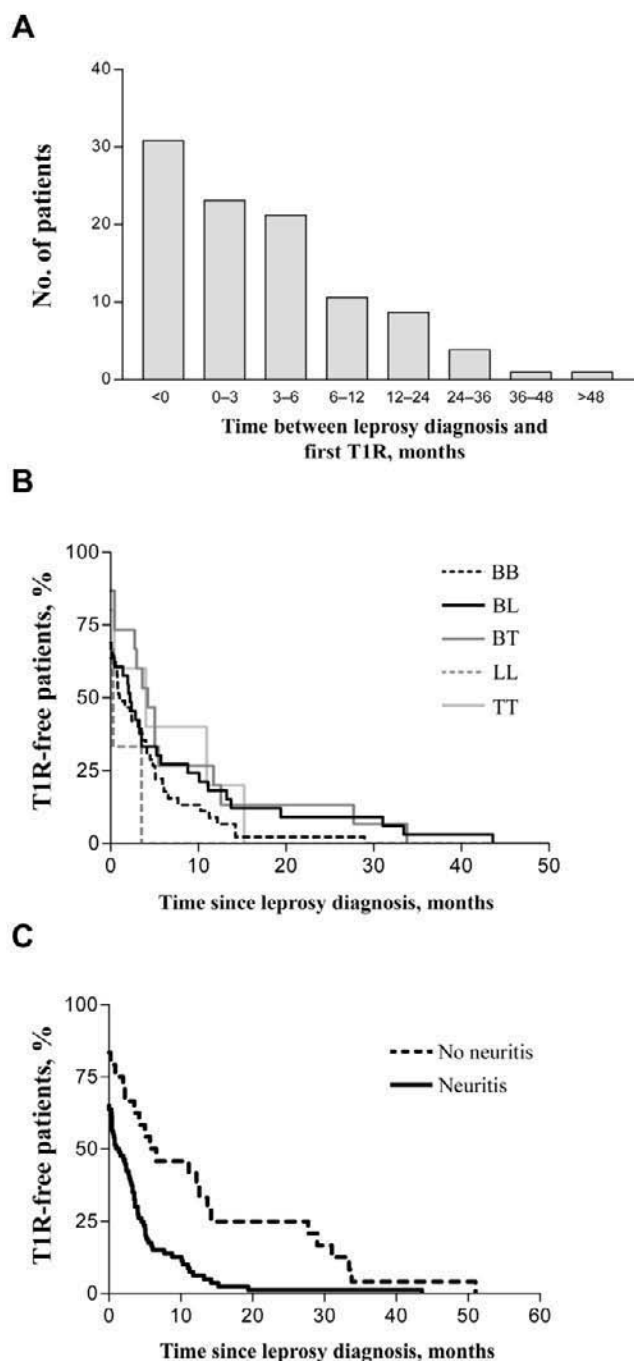 A
No. of patients
40
30
20
10
0
<0 0–3 3–6 6–12 12–24 24–36 36–48 >48
Time between leprosy diagnosis and
first T1R, months
B
T1R-free patients, %
100
75
50
25
0
BB
BL
BT
LL
TT
0 10 20 30 40 50
Time since leprosy diagnosis, months
C
T1R-free patients, %
100
75
50
25
0
No neuritis
Neuritis
0 10 20 30 40 50 60
Time since leprosy diagnosis, months